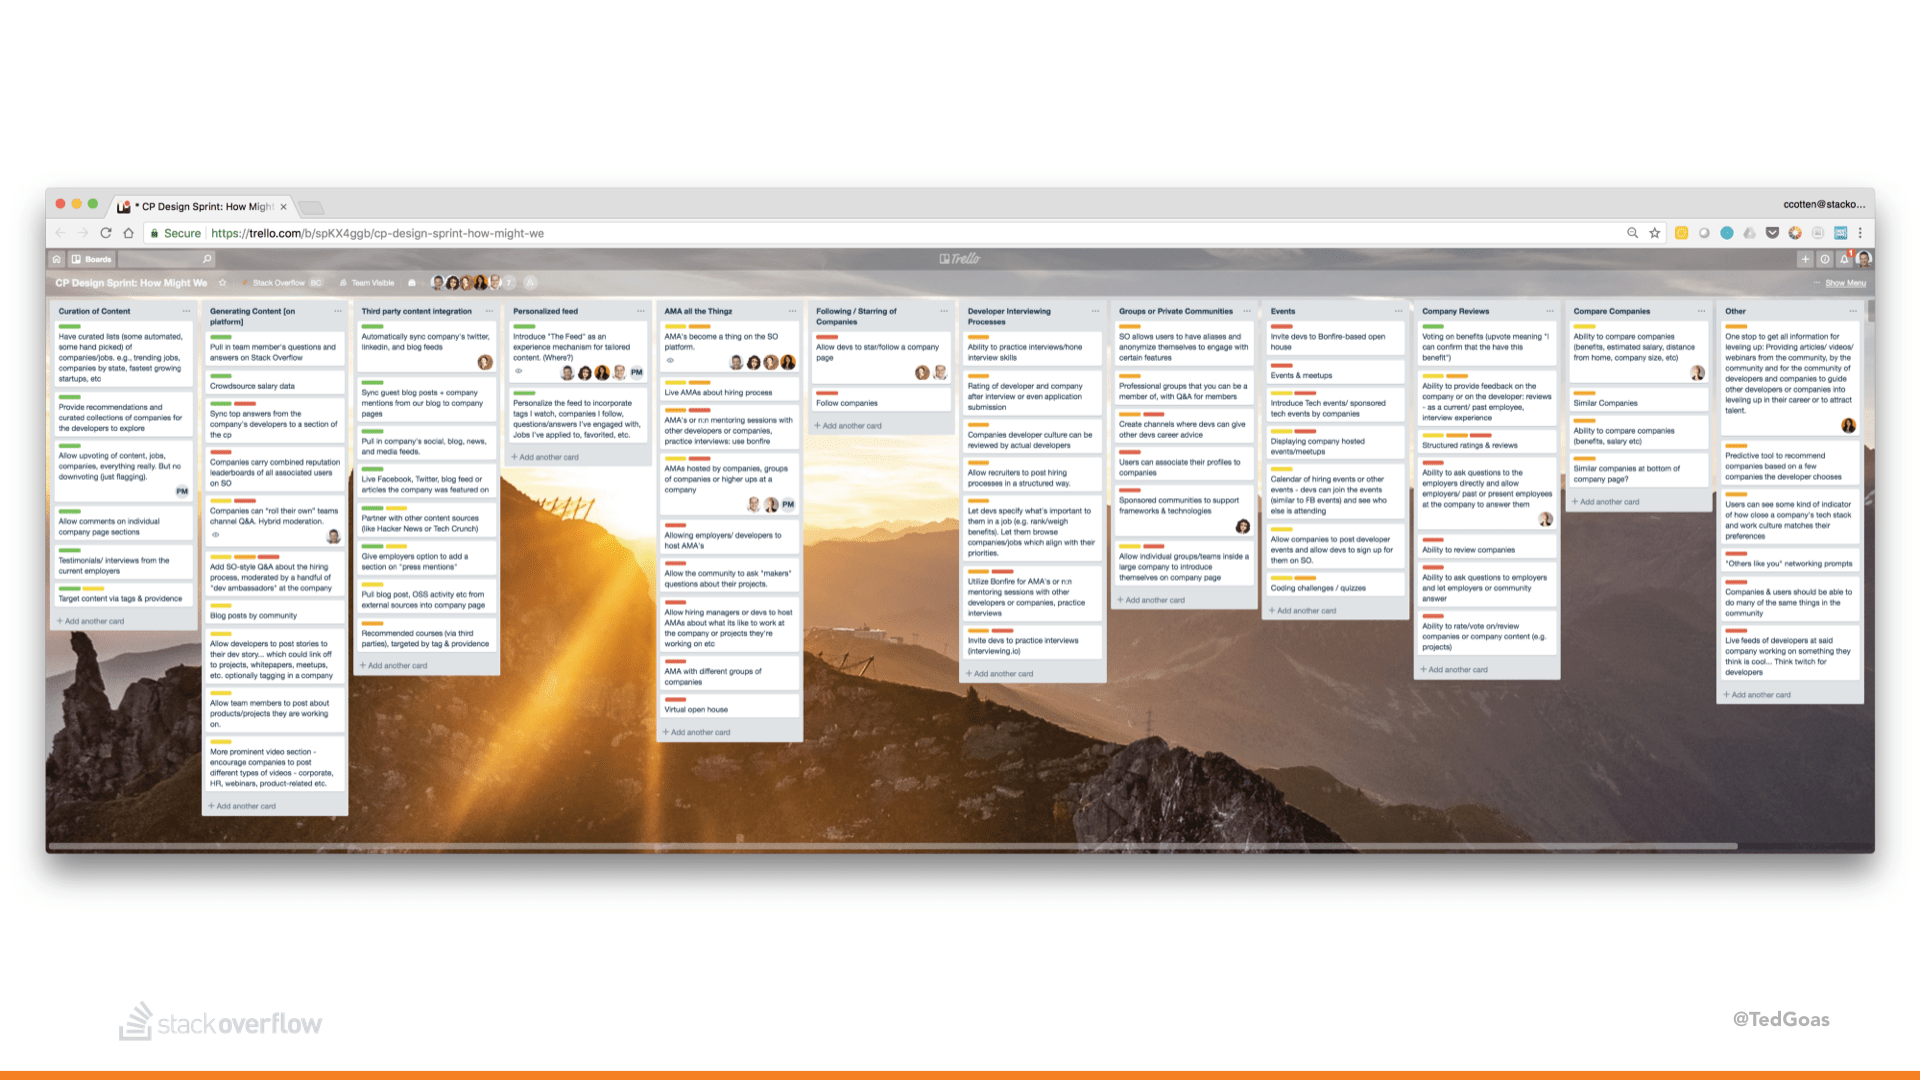 * CP Design Sprint: How Might
ccotten@stacko...
Secure
https://trello.com/b/spKX4ggb/cp-design-sprint-how-might-we
Boards
Trello
CP Design Sprint: How Might We
Stack Overflow
BC
Team Visible
7
Show Menu
Curation of Content
Have curated lists (some automated,
some hand picked) of
companies/jobs. e.g., trending jobs,
companies by state, fastest growing
startups, etc
Provide recommendations and
curated collections of companies for
the developers to explore
Allow upvoting of content, jobs,
companies, everything really. But no
downvoting (just flagging).
PM
Allow comments on individual
company page sections
Testimonials/ interviews from the
current employers
Target content via tags & providence
+ Add another card
Generating Content [on
platform]
Pull in team member's questions and
answers on Stack Overflow
Crowdsource salary data
Sync top answers from the
company's developers to a section of
the cp
Companies carry combined reputation
leaderboards of all associated users
on SO
Companies can "roll their own" teams
channel Q&A. Hybrid moderation.
Add SO-style Q&A about the hiring
process, moderated by a handful of
"dev ambassadors" at the company
Blog posts by community
Allow developers to post stories to
their dev story... which could link off
to projects, whitepapers, meetups,
etc. optionally tagging in a company
Allow team members to post about
products/projects they are working
on.
More prominent video section -
encourage companies to post
different types of videos - corporate,
HR, webinars, product-related etc.
+ Add another card
Third party content integration
Automatically sync company's twitter,
linkedin, and blog feeds
Sync guest blog posts + company
mentions from our blog to company
pages
Pull in company's social, blog, news,
and media feeds.
Live Facebook, Twitter, blog feed or
articles the company was featured on
Partner with other content sources
(like Hacker News or Tech Crunch)
Give employers option to add a
section on "press mentions"
Pull blog post, OSS activity etc from
external sources into company page
Recommended courses (via third
parties), targeted by tag & providence
+ Add another card
Personalized feed
Introduce "The Feed" as an
experience mechanism for tailored
content. (Where?)
PM
Personalize the feed to incorporate
tags I watch, companies I follow,
questions/answers I've engaged with,
Jobs I've applied to, favorited, etc.
+ Add another card
AMA all the Thingz
AMA's become a thing on the SO
platform.
Live AMAs about hiring process
AMA's or n:n mentoring sessions with
other developers or companies,
practice interviews: use bonfire
AMAs hosted by companies, groups
of companies or higher ups at a
company
PM
Allowing employers/ developers to
host AMA's
Allow the community to ask "makers"
questions about their projects.
Allow hiring managers or devs to host
AMAs about what its like to work at
the company or projects they're
working on etc
AMA with different groups of
companies
Virtual open house
+ Add another card
Following / Starring of
Companies
Allow devs to star/follow a company
page
Follow companies
+ Add another card
Developer Interviewing
Processes
Ability to practice interviews/hone
interview skills
Rating of developer and company
after interview or even application
submission
Companies developer culture can be
reviewed by actual developers
Allow recruiters to post hiring
processes in a structured way.
Let devs specify what's important to
them in a job (e.g. rank/weigh
benefits). Let them browse
companies/jobs which align with their
priorities.
Utilize Bonfire for AMA's or n:n
mentoring sessions with other
developers or companies, practice
interviews
Invite devs to practice interviews
(interviewing.io)
+ Add another card
Groups or Private Communities
SO allows users to have aliases and
anonymize themselves to engage with
certain features
Professional groups that you can be a
member of, with Q&A for members
Create channels where devs can give
other devs career advice
Users can associate their profiles to
companies
Sponsored communities to support
frameworks & technologies
Allow individual groups/teams inside a
large company to introduce
themselves on company page
+ Add another card
Events
Invite devs to Bonfire-based open
house
Events & meetups
Introduce Tech events/ sponsored
tech events by companies
Displaying company hosted
events/meetups
Calendar of hiring events or other
events - devs can join the events
(similar to FB events) and see who
else is attending
Allow companies to post developer
events and allow devs to sign up for
them on SO.
Coding challenges / quizzes
+ Add another card
Company Reviews
Voting on benefits (upvote meaning "I
can confirm that the have this
benefit")
Ability to provide feedback on the
company or on the developer: reviews
- as a current/ past employee,
interview experience
Structured ratings & reviews
Ability to ask questions to the
employers directly and allow
employers/ past or present employees
at the company to answer them
Ability to review companies
Ability to ask questions to employers
and let employers or community
answer
Ability to rate/vote on/review
companies or company content (e.g.
projects)
+ Add another card
Compare Companies
Ability to compare companies
(benefits, estimated salary, distance
from home, company size, etc)
Similar Companies
Ability to compare companies
(benefits, salary etc)
Similar companies at bottom of
company page?
+ Add another card
Other
One stop to get all information for
leveling up: Providing articles/ videos/
webinars from the community, by the
community and for the community of
developers and companies to guide
other developers or companies into
leveling up in their career or to attract
talent.
Predictive tool to recommend
companies based on a few
companies the developer chooses
Users can see some kind of indicator
of how close a company's tech stack
and work culture matches their
preferences
"Others like you" networking prompts
Companies & users should be able to
do many of the same things in the
community
Live feeds of developers at said
company working on something they
think is cool... Think twitch for
developers
+ Add another card
stackoverflow
@TedGoas